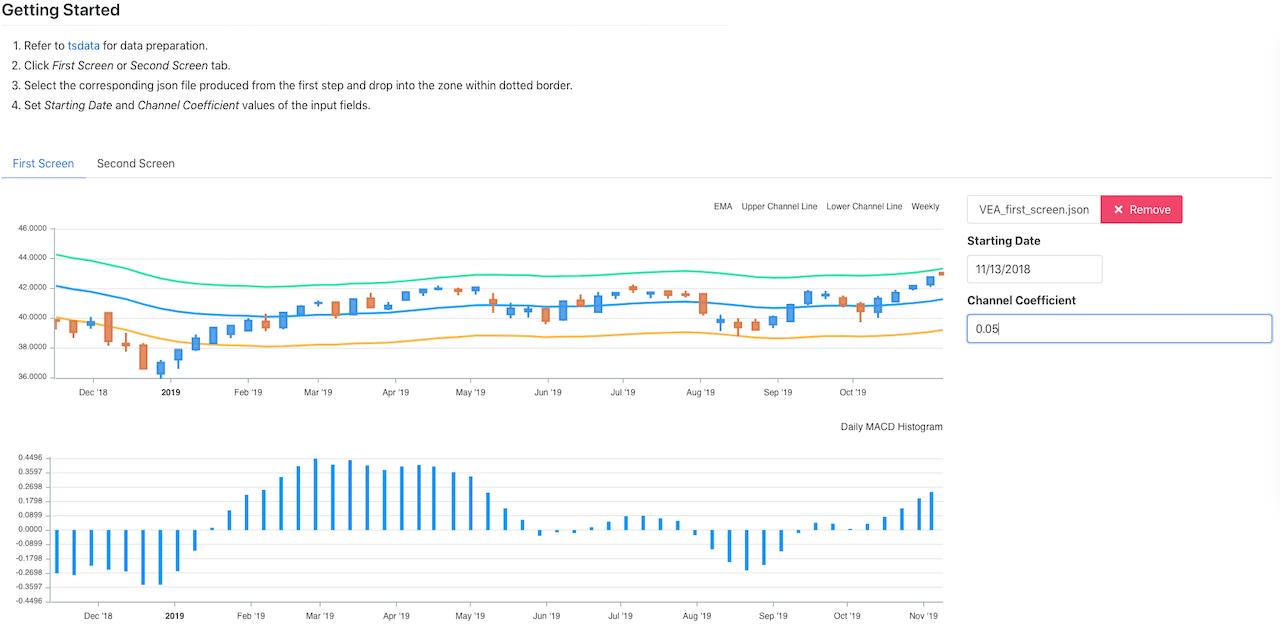 Getting Started
1. Refer to tsdata for data preparation.
2. Click First Screen or Second Screen tab.
3. Select the corresponding json file produced from the first step and drop into the zone within dotted border.
4. Set Starting Date and Channel Coefficient values of the input fields.
First Screen Second Screen
EMA Upper Channel Line Lower Channel Line Weekly
46.0000
44.0000
42.0000
40.0000
38.0000
36.0000
Dec '18 2019 Feb '19 Mar '19 Apr '19 May '19 Jun '19 Jul '19 Aug '19 Sep '19 Oct '19
VEA_first_screen.json × Remove
Starting Date
11/13/2018
Channel Coefficient
0.05
Daily MACD Histogram
0.4496
0.3597
0.2698
0.1798
0.0899
0.0000
-0.0899
-0.1798
-0.2698
-0.3597
-0.4496
Dec '18 2019 Feb '19 Mar '19 Apr '19 May '19 Jun '19 Jul '19 Aug '19 Sep '19 Oct '19 Nov '19